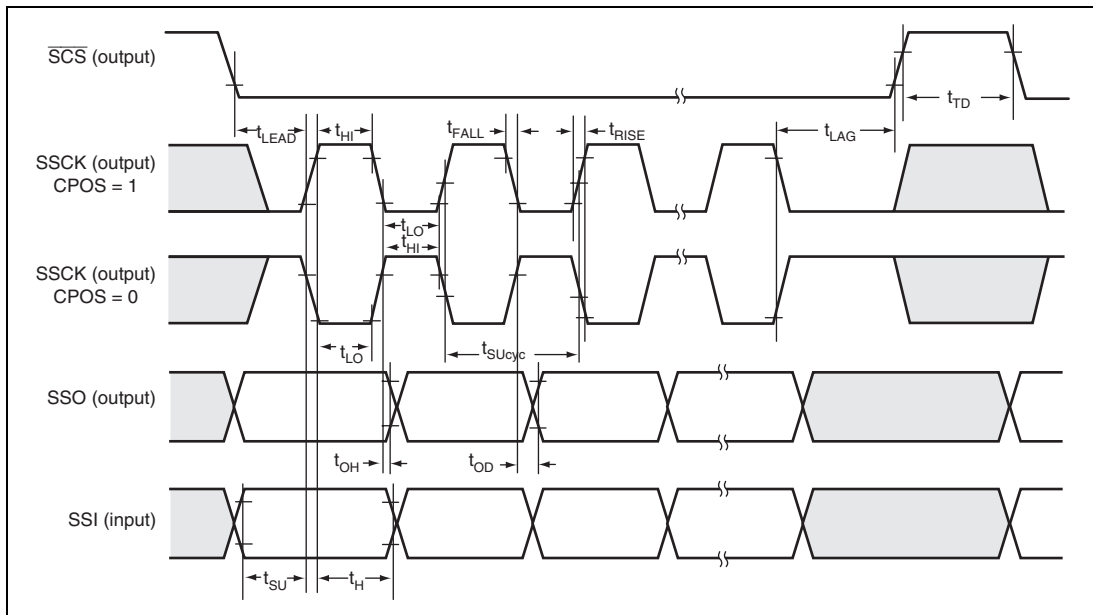 SCS (output)
tTD
tLEAD
tHI
tFALL
tRISE
tLAG
SSCK (output)
CPOS = 1
tLO
tHI
SSCK (output)
CPOS = 0
tLO
tSUcyc
SSO (output)
tOH
tOD
SSI (input)
tSU
tH